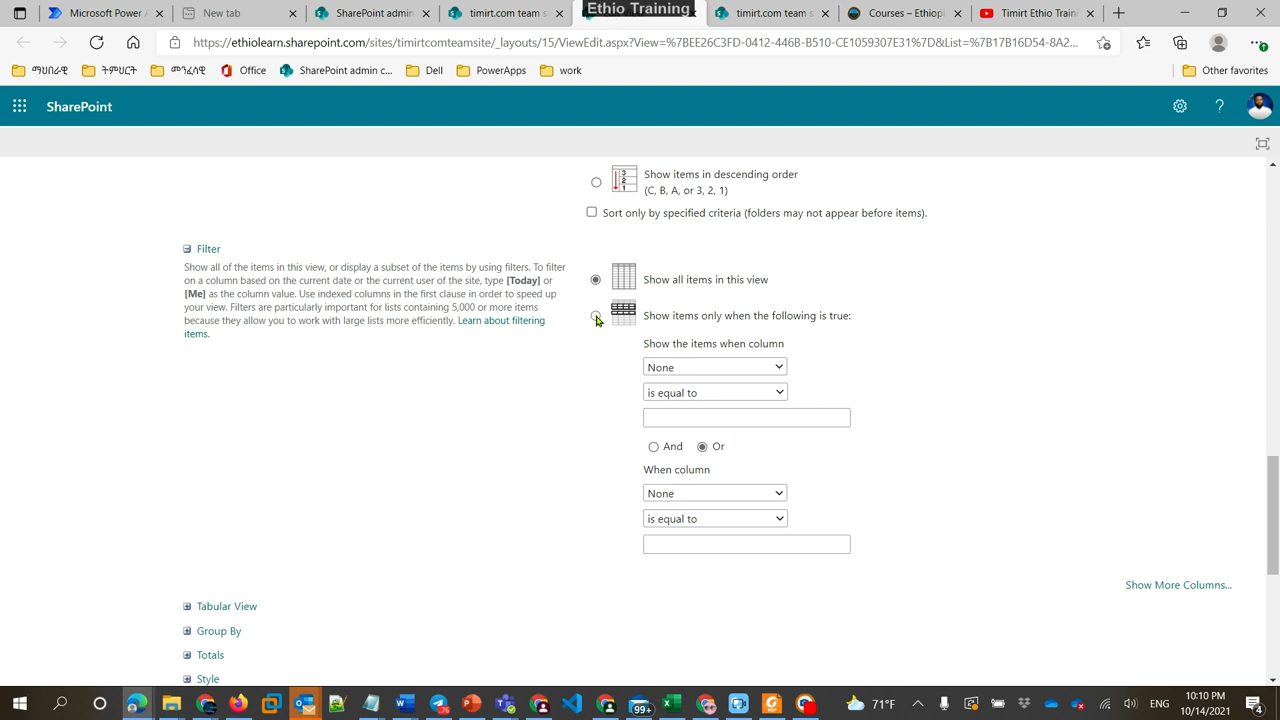 Ethio Training
Microsoft Power A
New tab
SharePoint admin
timirt.com team s
timirt.com team s
Courses – Ethiopi
Timirt - Ethio Train
https://ethiolearn.sharepoint.com/sites/timirtcomteamsite/_layouts/15/ViewEdit.aspx?View=%7BEE26C3FD-0412-446B-B510-CE1059307E31%7D&List=%7B17B16D54-8A2...
ማህበራዊ
ትምህርት
መንፈሳዊ
Office
SharePoint admin c...
Dell
PowerApps
work
Other favorites
SharePoint
?
Show items in descending order
(C, B, A, or 3, 2, 1)
Sort only by specified criteria (folders may not appear before items).
Filter
Show all of the items in this view, or display a subset of the items by using filters. To filter
on a column based on the current date or the current user of the site, type [Today] or
[Me] as the column value. Use indexed columns in the first clause in order to speed up
your view. Filters are particularly important for lists containing 5,000 or more items
because they allow you to work with large lists more efficiently. Learn about filtering
items.
Show all items in this view
Show items only when the following is true:
Show the items when column
None
is equal to
And Or
When column
None
is equal to
Show More Columns...
Tabular View
Group By
Totals
Style
99+
71°F
ENG
10:10 PM
10/14/2021